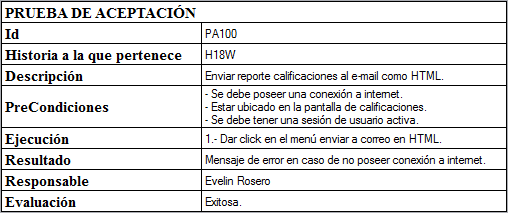 PRUEBA DE ACEPTACIÓN
Id PA100
Historia a la que pertenece H18W
Descripción Enviar reporte calificaciones al e-mail como HTML.
PreCondiciones - Se debe poseer una conexión a internet.
- Estar ubicado en la pantalla de calificaciones.
- Se debe tener una sesión de usuario activa.
Ejecución 1.- Dar click en el menú enviar a correo en HTML.
Resultado Mensaje de error en caso de no poseer conexión a internet.
Responsable Evelin Rosero
Evaluación Exitosa.